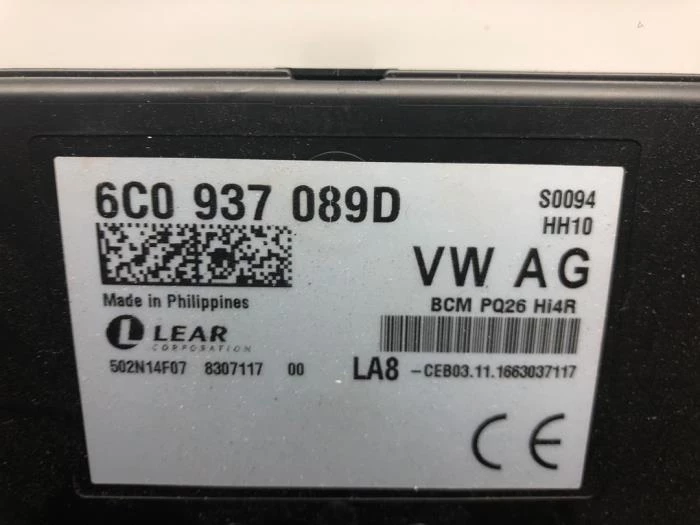 6C0 937 089D
S0094
HH10
VW AG
Made in Philippines
BCM PQ26 Hi4R
LEAR
CORPORATION
502N14F07 8307117 00
LA8 -CEB03.11.1663037117
CE